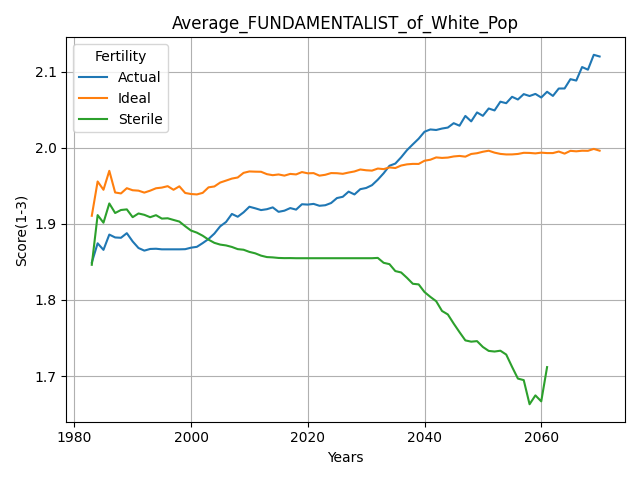 Average_FUNDAMENTALIST_of_White_Pop
Fertility
Actual
Ideal
Sterile
Score(1-3)
2.1
2.0
1.9
1.8
1.7
1980
2000
2020
2040
2060
Years